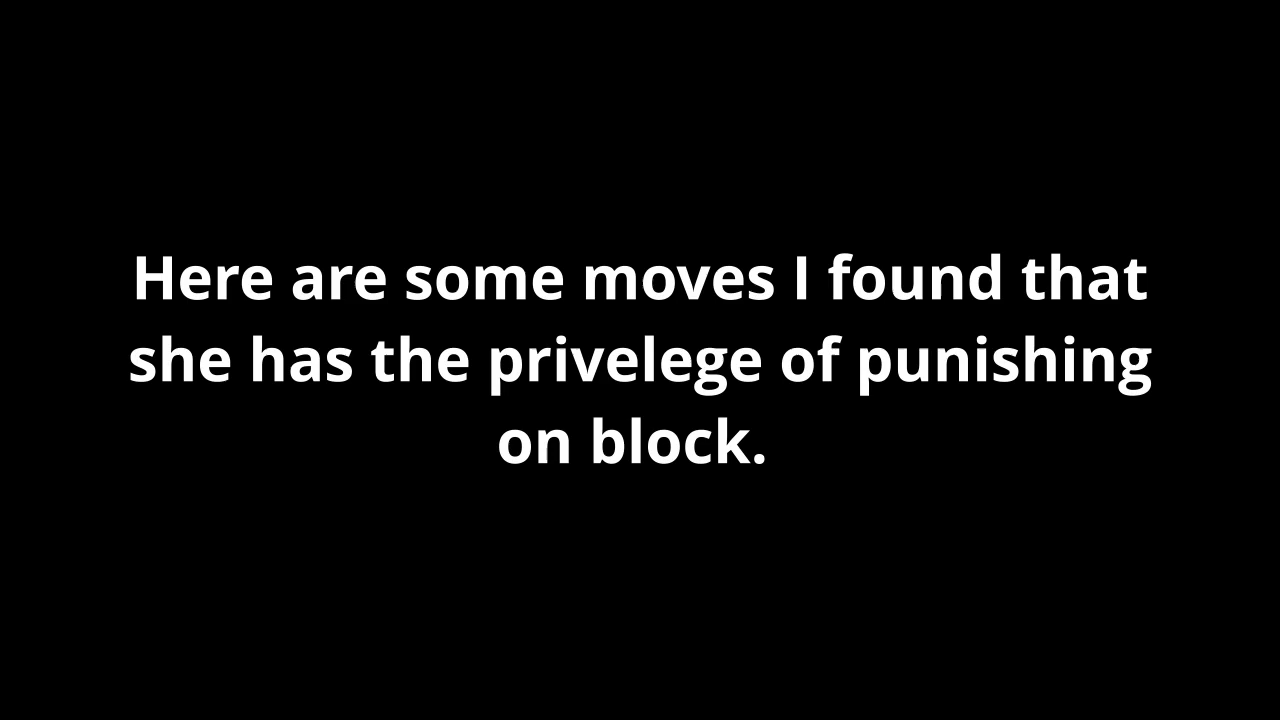 Here are some moves I found that
she has the privelege of punishing
on block.